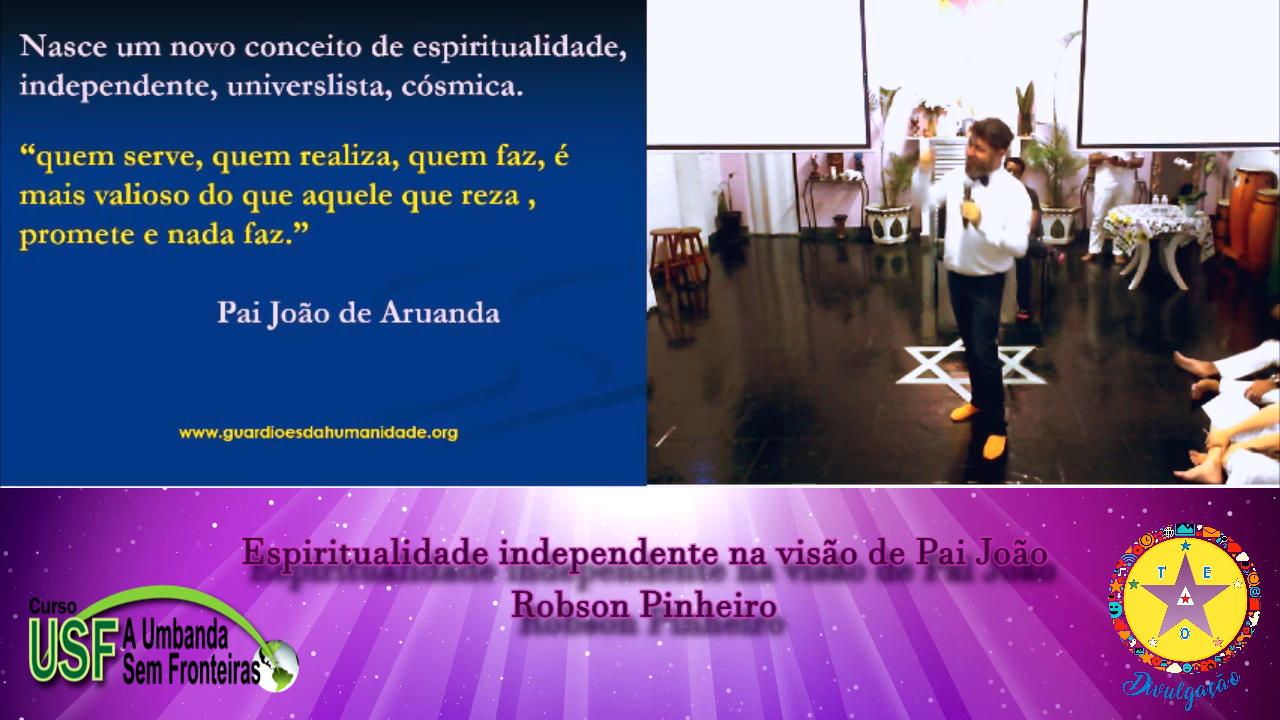 Nasce um novo conceito de espiritualidade,
independente, universlista, cósmica.
“quem serve, quem realiza, quem faz, é
mais valioso do que aquele que reza ,
promete e nada faz.”
Pai João de Aruanda
www.guardioesdahumanidade.org
Espiritualidade independente na visão de Pai João
Robson Pinheiro
Curso
USF A Umbanda
Sem Fronteiras
T E
A
O
Divulgação